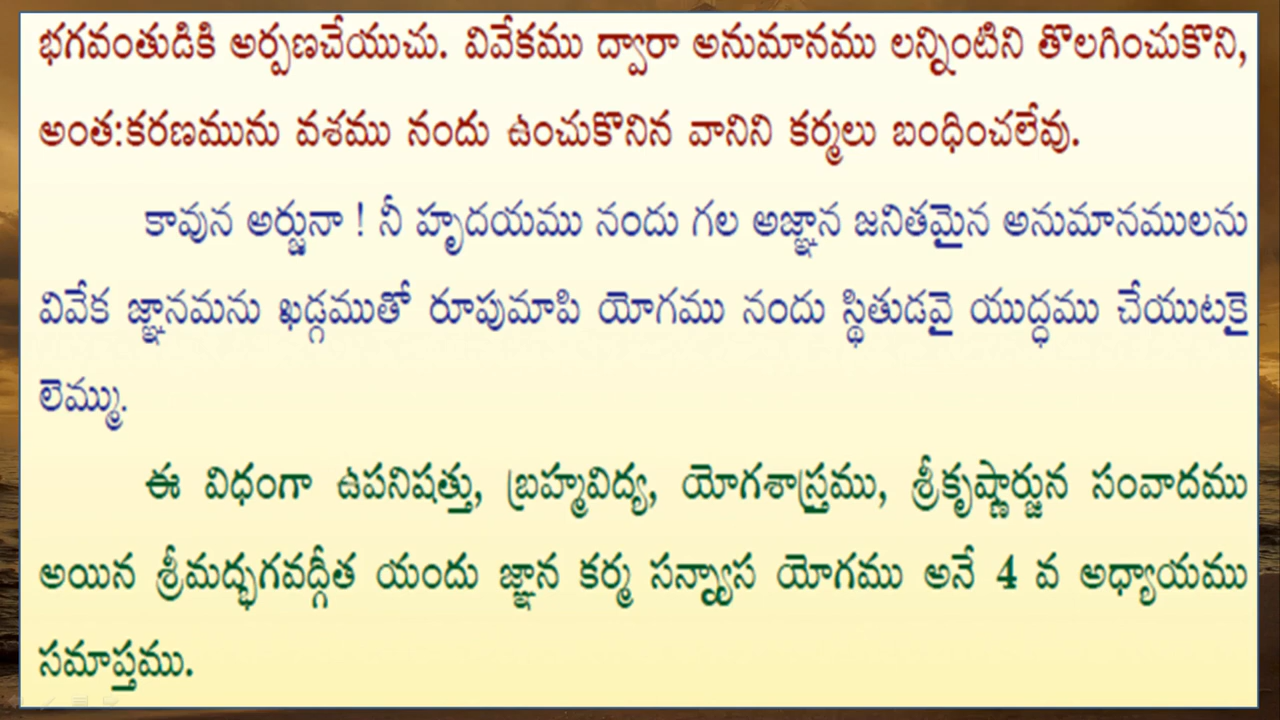 భగవంతుడికి అర్పణచేయుచు. వివేకము ద్వారా అనుమానము లన్నింటిని తొలగించుకొని,
అంత:కరణమును వశము నందు ఉంచుకొనిన వానిని కర్మలు బంధించలేవు.
కావున అర్జునా ! నీ హృదయము నందు గల అజ్ఞాన జనితమైన అనుమానములను
వివేక జ్ఞానమను ఖడ్గముతో రూపుమాపి యోగము నందు స్థితుడవై యుద్ధము చేయుటకై
లెమ్ము.
ఈ విధంగా ఉపనిషత్తు, బ్రహ్మవిద్య, యోగశాస్త్రము, శ్రీకృష్ణార్జున సంవాదము
అయిన శ్రీమద్భగవద్గీత యందు జ్ఞాన కర్మ సన్న్యాస యోగము అనే 4 వ అధ్యాయము
సమాప్తము.